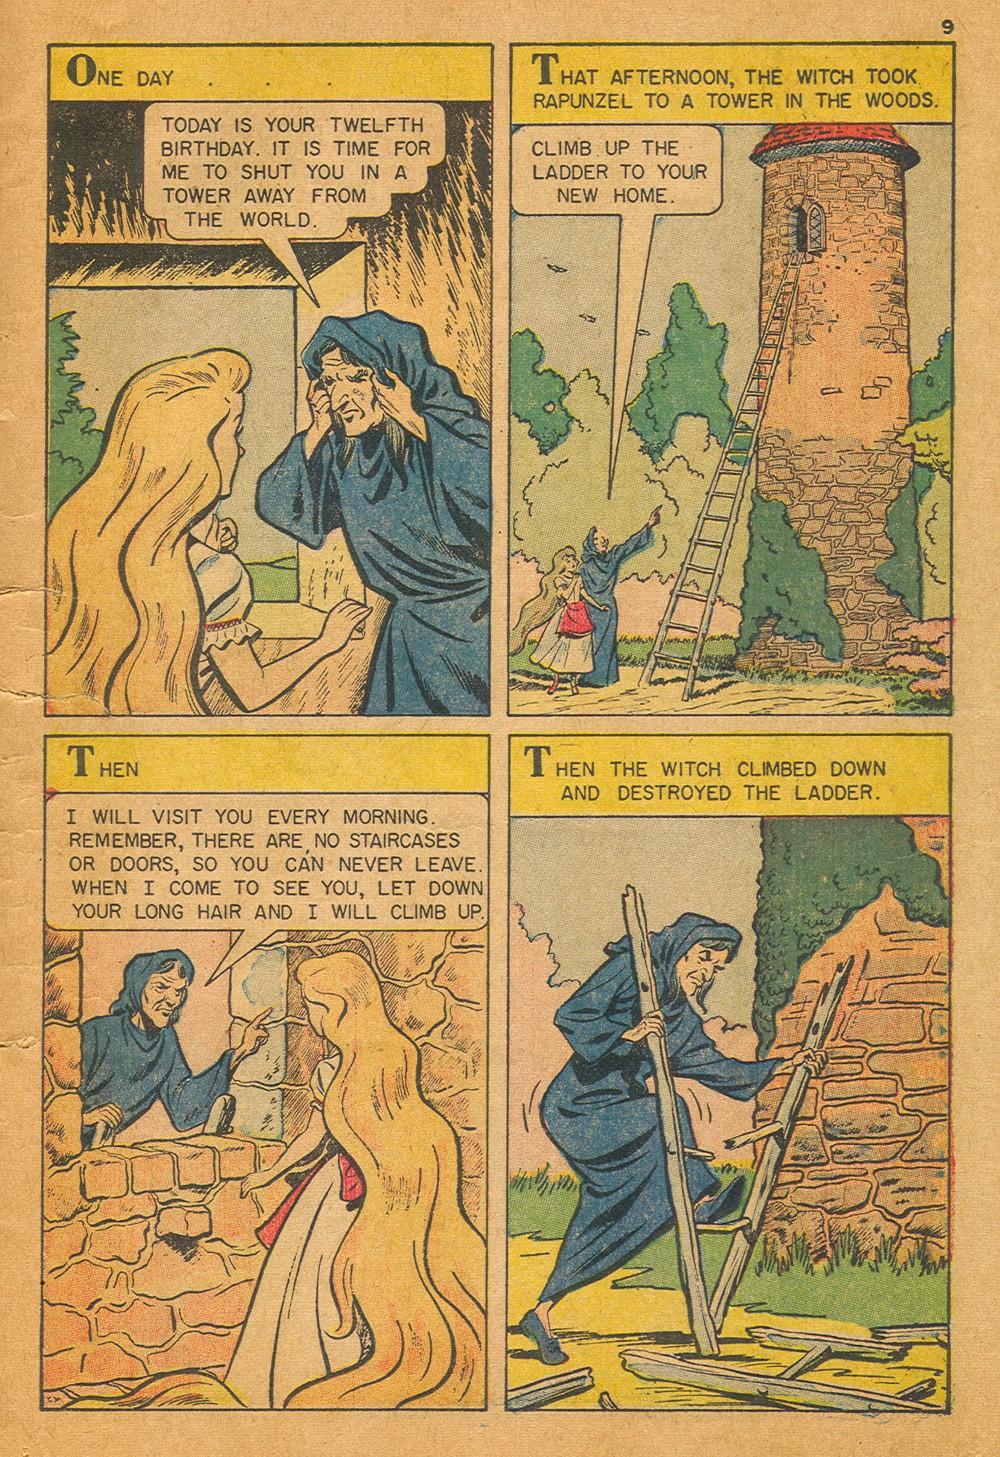 9
ONE DAY . . .
TODAY IS YOUR TWELFTH
BIRTHDAY. IT IS TIME FOR
ME TO SHUT YOU IN A
TOWER AWAY FROM
THE WORLD.
THAT AFTERNOON, THE WITCH TOOK
RAPUNZEL TO A TOWER IN THE WOODS.
CLIMB UP THE
LADDER TO YOUR
NEW HOME.
THEN
I WILL VISIT YOU EVERY MORNING.
REMEMBER, THERE ARE NO STAIRCASES
OR DOORS, SO YOU CAN NEVER LEAVE.
WHEN I COME TO SEE YOU, LET DOWN
YOUR LONG HAIR AND I WILL CLIMB UP.
THEN THE WITCH CLIMBED DOWN
AND DESTROYED THE LADDER.